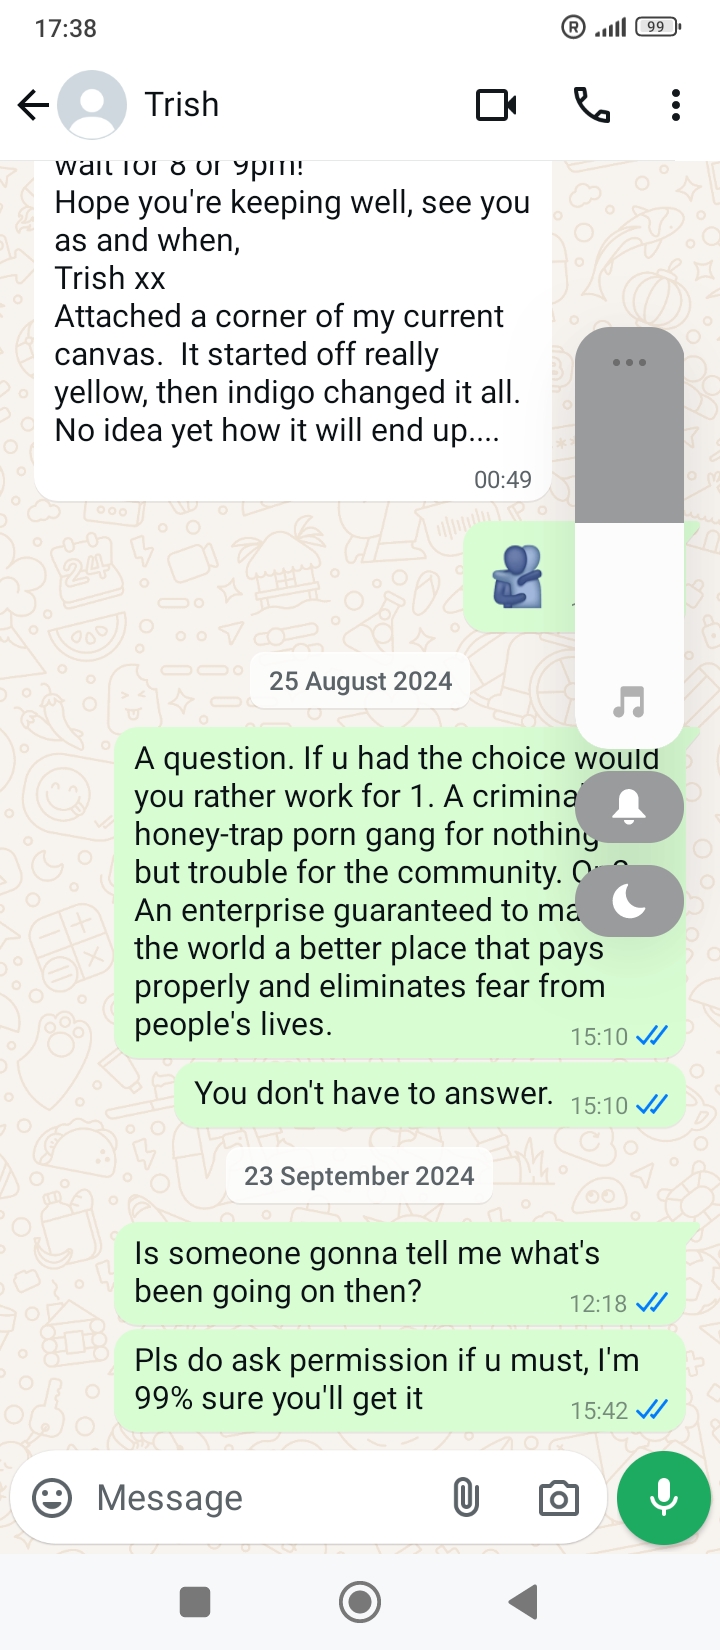 17:38
R
99
Trish
wait for 8 or 9pm!
Hope you're keeping well, see you
as and when,
Trish xx
Attached a corner of my current
canvas.  It started off really
yellow, then indigo changed it all.
No idea yet how it will end up....
00:49
25 August 2024
A question. If u had the choice would
you rather work for 1. A criminal
honey-trap porn gang for nothing
but trouble for the community. Or 2
An enterprise guaranteed to
the world a better place that pays
properly and eliminates fear from
people's lives.
15:10
You don't have to answer.
15:10
23 September 2024
Is someone gonna tell me what's
been going on then?
12:18
Pls do ask permission if u must, I'm
99% sure you'll get it
15:42
Message